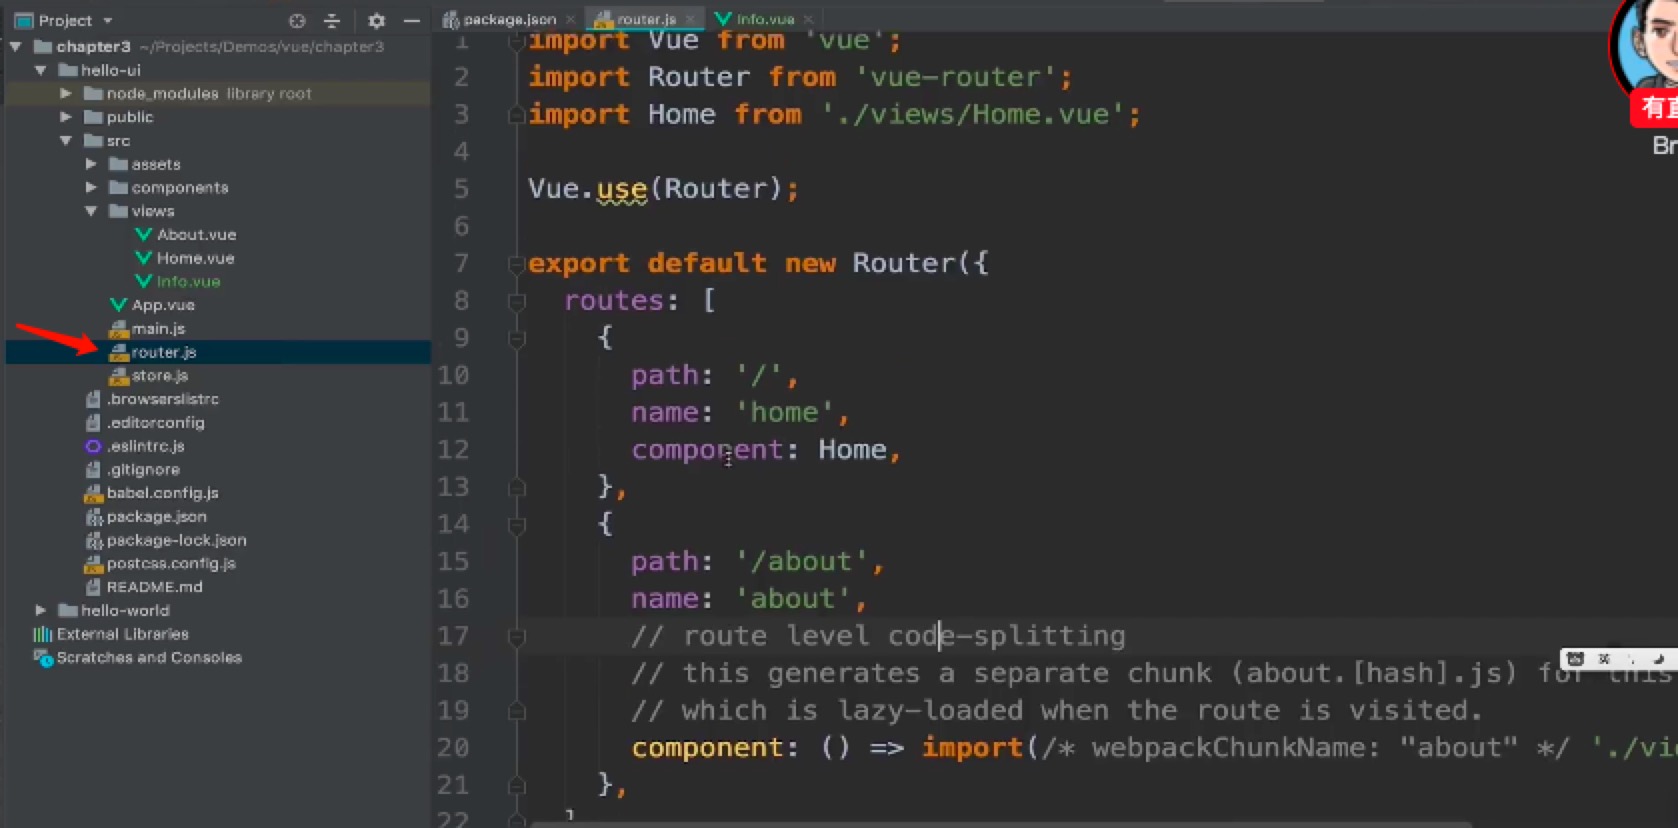 Project
chapter3 ~/Projects/Demos/vue/chapter3
hello-ui
node_modules library root
public
src
assets
components
views
About.vue
Home.vue
Info.vue
App.vue
main.js
router.js
store.js
.browserslistrc
.editorconfig
.eslintrc.js
.gitignore
babel.config.js
package.json
package-lock.json
postcss.config.js
README.md
hello-world
External Libraries
Scratches and Consoles
package.json router.js Info.vue
1 import Vue from 'vue';
2 import Router from 'vue-router';
3 import Home from './views/Home.vue';
4
5 Vue.use(Router);
6
7 export default new Router({
8 routes: [
9 {
10 path: '/',
11 name: 'home',
12 component: Home,
13 },
14 {
15 path: '/about',
16 name: 'about',
17 // route level code-splitting
18 // this generates a separate chunk (about.[hash].js) for this
19 // which is lazy-loaded when the route is visited.
20 component: () => import(/* webpackChunkName: "about" */ './vi
21 },
22 ]
有直
Br
英